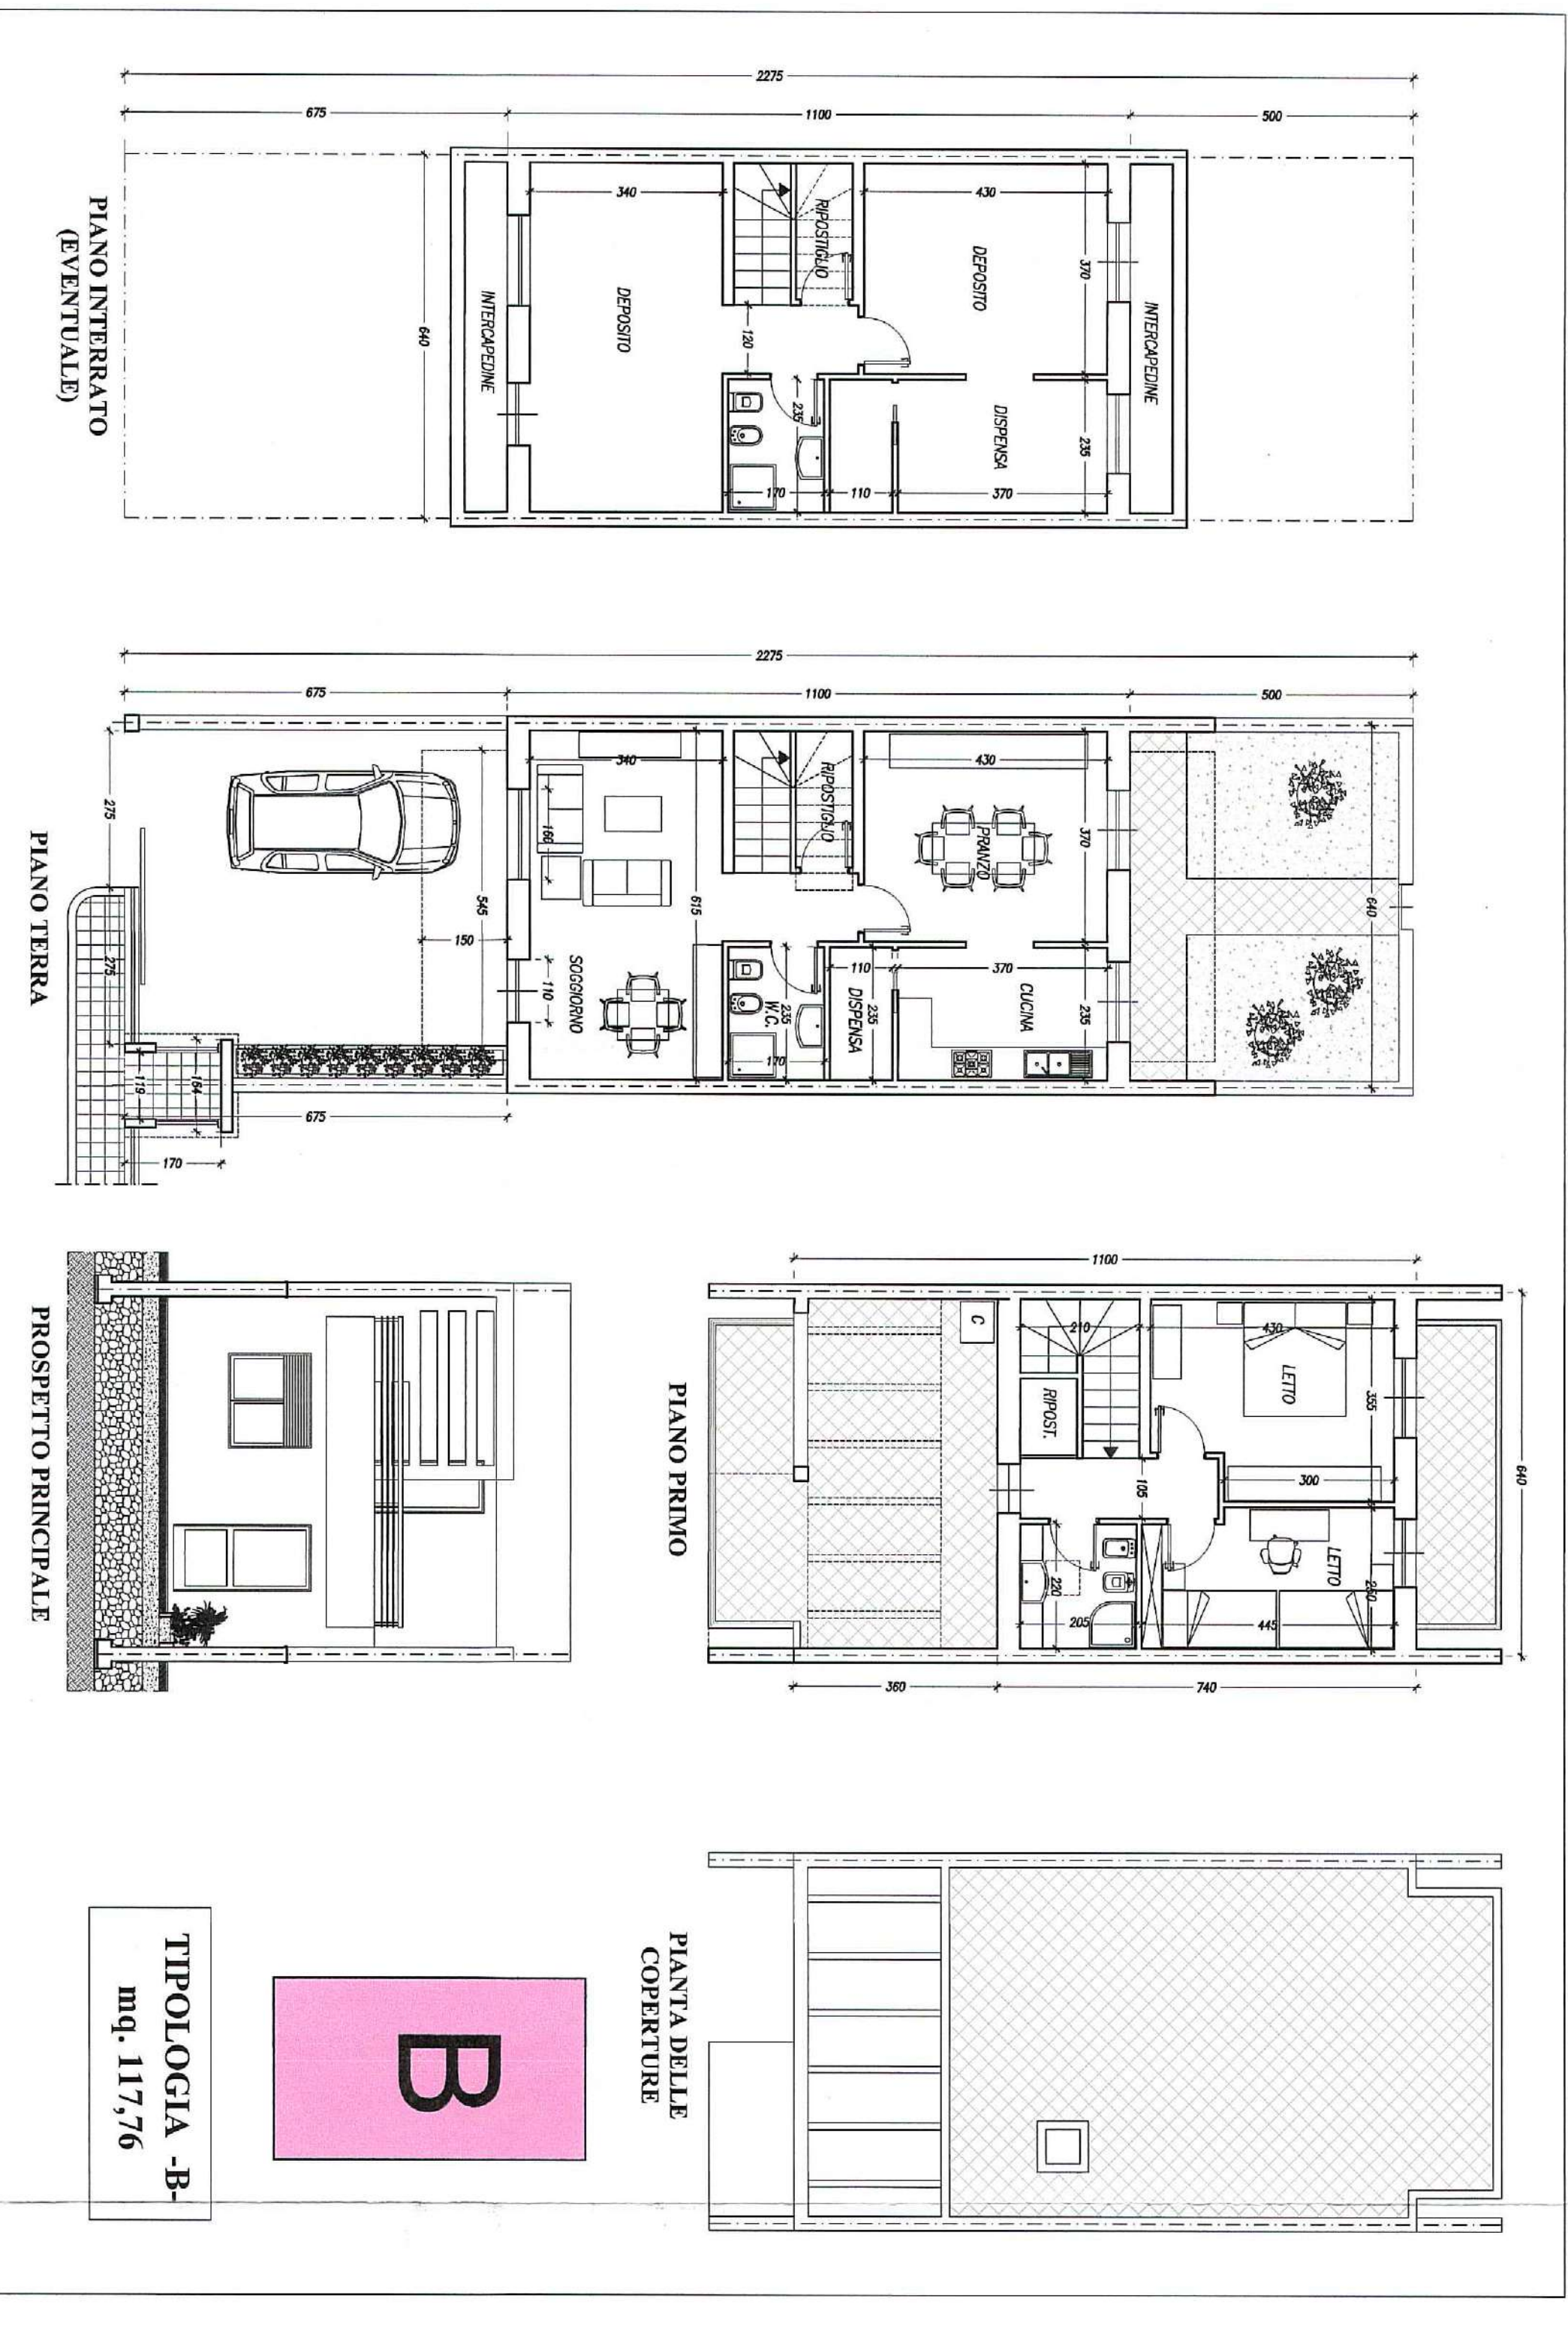 2275
675
1100
500
640
340
430
370
235
120
235
170
110
370
INTERCAPEDINE
DEPOSITO
RIPOSTIGLIO
DEPOSITO
DISPENSA
INTERCAPEDINE
PIANO INTERRATO
(EVENTUALE)
2275
675
1100
500
340
430
370
640
160
615
545
150
110
275
275
SOGGIORNO
RIPOSTIGLIO
PRANZO
W.C.
235
170
DISPENSA
235
110
370
CUCINA
235
164
119
675
170
PIANO TERRA
1100
640
C
210
430
LETTO
355
RIPOST.
300
105
LETTO
260
220
205
445
360
740
PIANO PRIMO
PROSPETTO PRINCIPALE
PIANTA DELLE
COPERTURE
B
TIPOLOGIA -B-
mq. 117,76